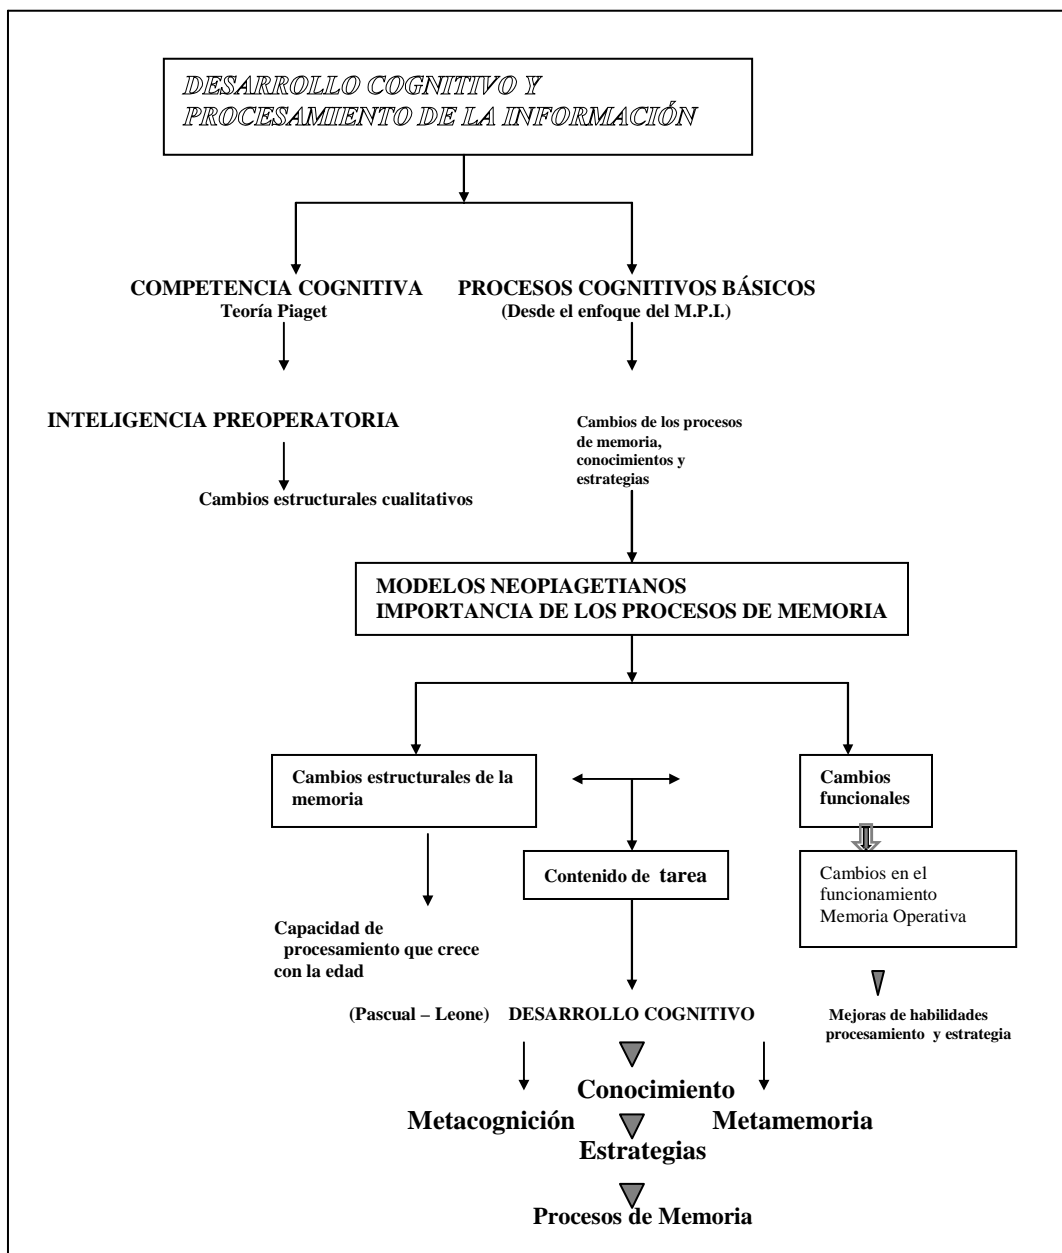 DESARROLLO COGNITIVO Y
PROCESAMIENTO DE LA INFORMACIÓN
COMPETENCIA COGNITIVA
Teoría Piaget
PROCESOS COGNITIVOS BÁSICOS
(Desde el enfoque del M.P.I.)
INTELIGENCIA PREOPERATORIA
Cambios estructurales cualitativos
Cambios de los procesos
de memoria,
conocimientos y
estrategias
MODELOS NEOPIAGETIANOS
IMPORTANCIA DE LOS PROCESOS DE MEMORIA
Cambios estructurales de la
memoria
Cambios
funcionales
Contenido de tarea
Cambios en el
funcionamiento
Memoria Operativa
Capacidad de
procesamiento que crece
con la edad
(Pascual – Leone) DESARROLLO COGNITIVO
Mejoras de habilidades
procesamiento y estrategia
Conocimiento
Metacognición
Metamemoria
Estrategias
Procesos de Memoria